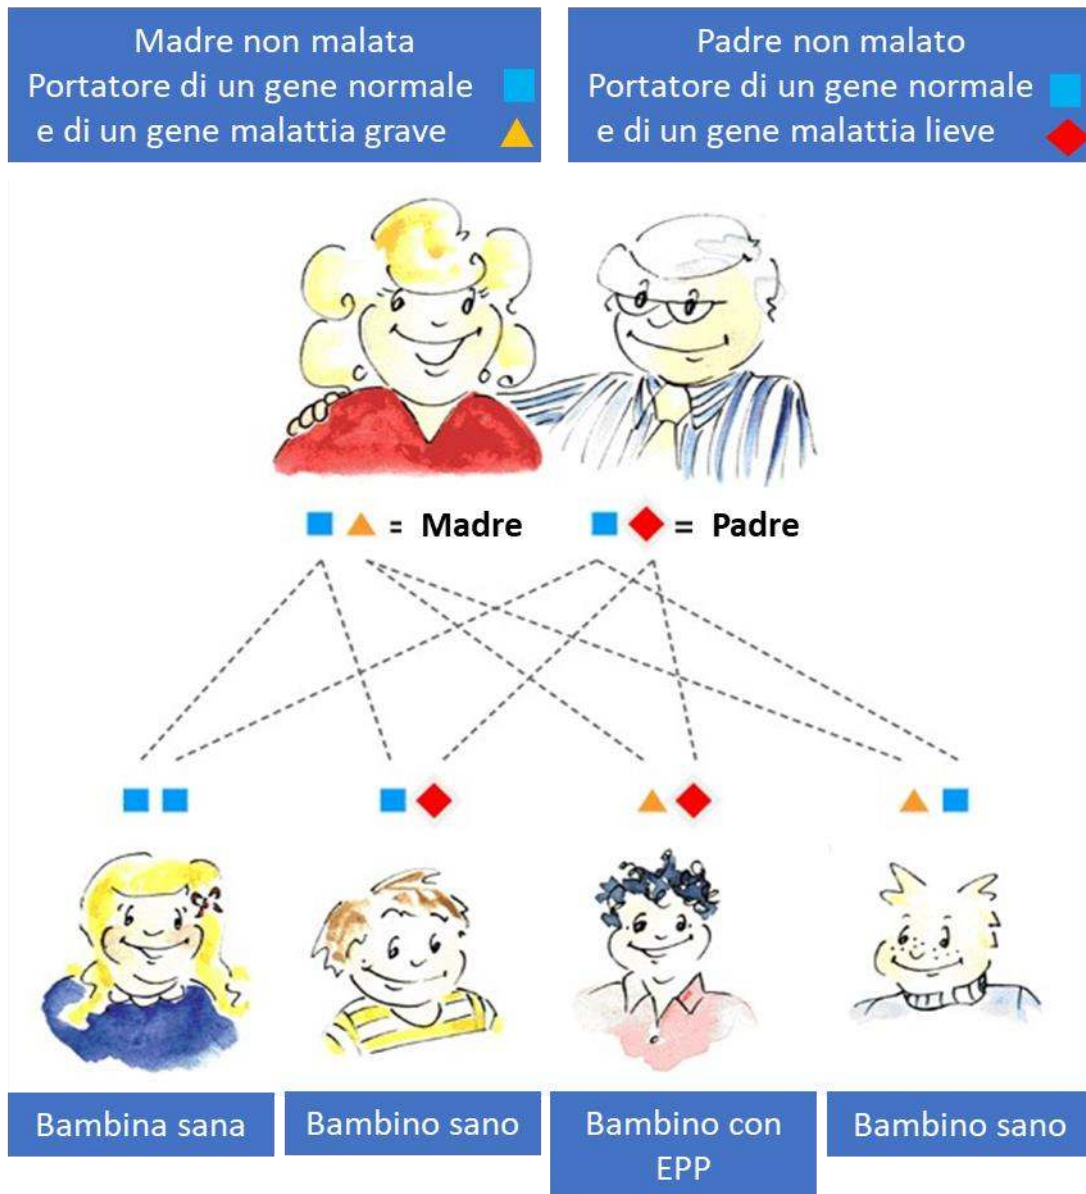 Madre non malata
Portatore di un gene normale
e di un gene malattia grave
Padre non malato
Portatore di un gene normale
e di un gene malattia lieve
= Madre
= Padre
Bambina sana
Bambino sano
Bambino con
EPP
Bambino sano